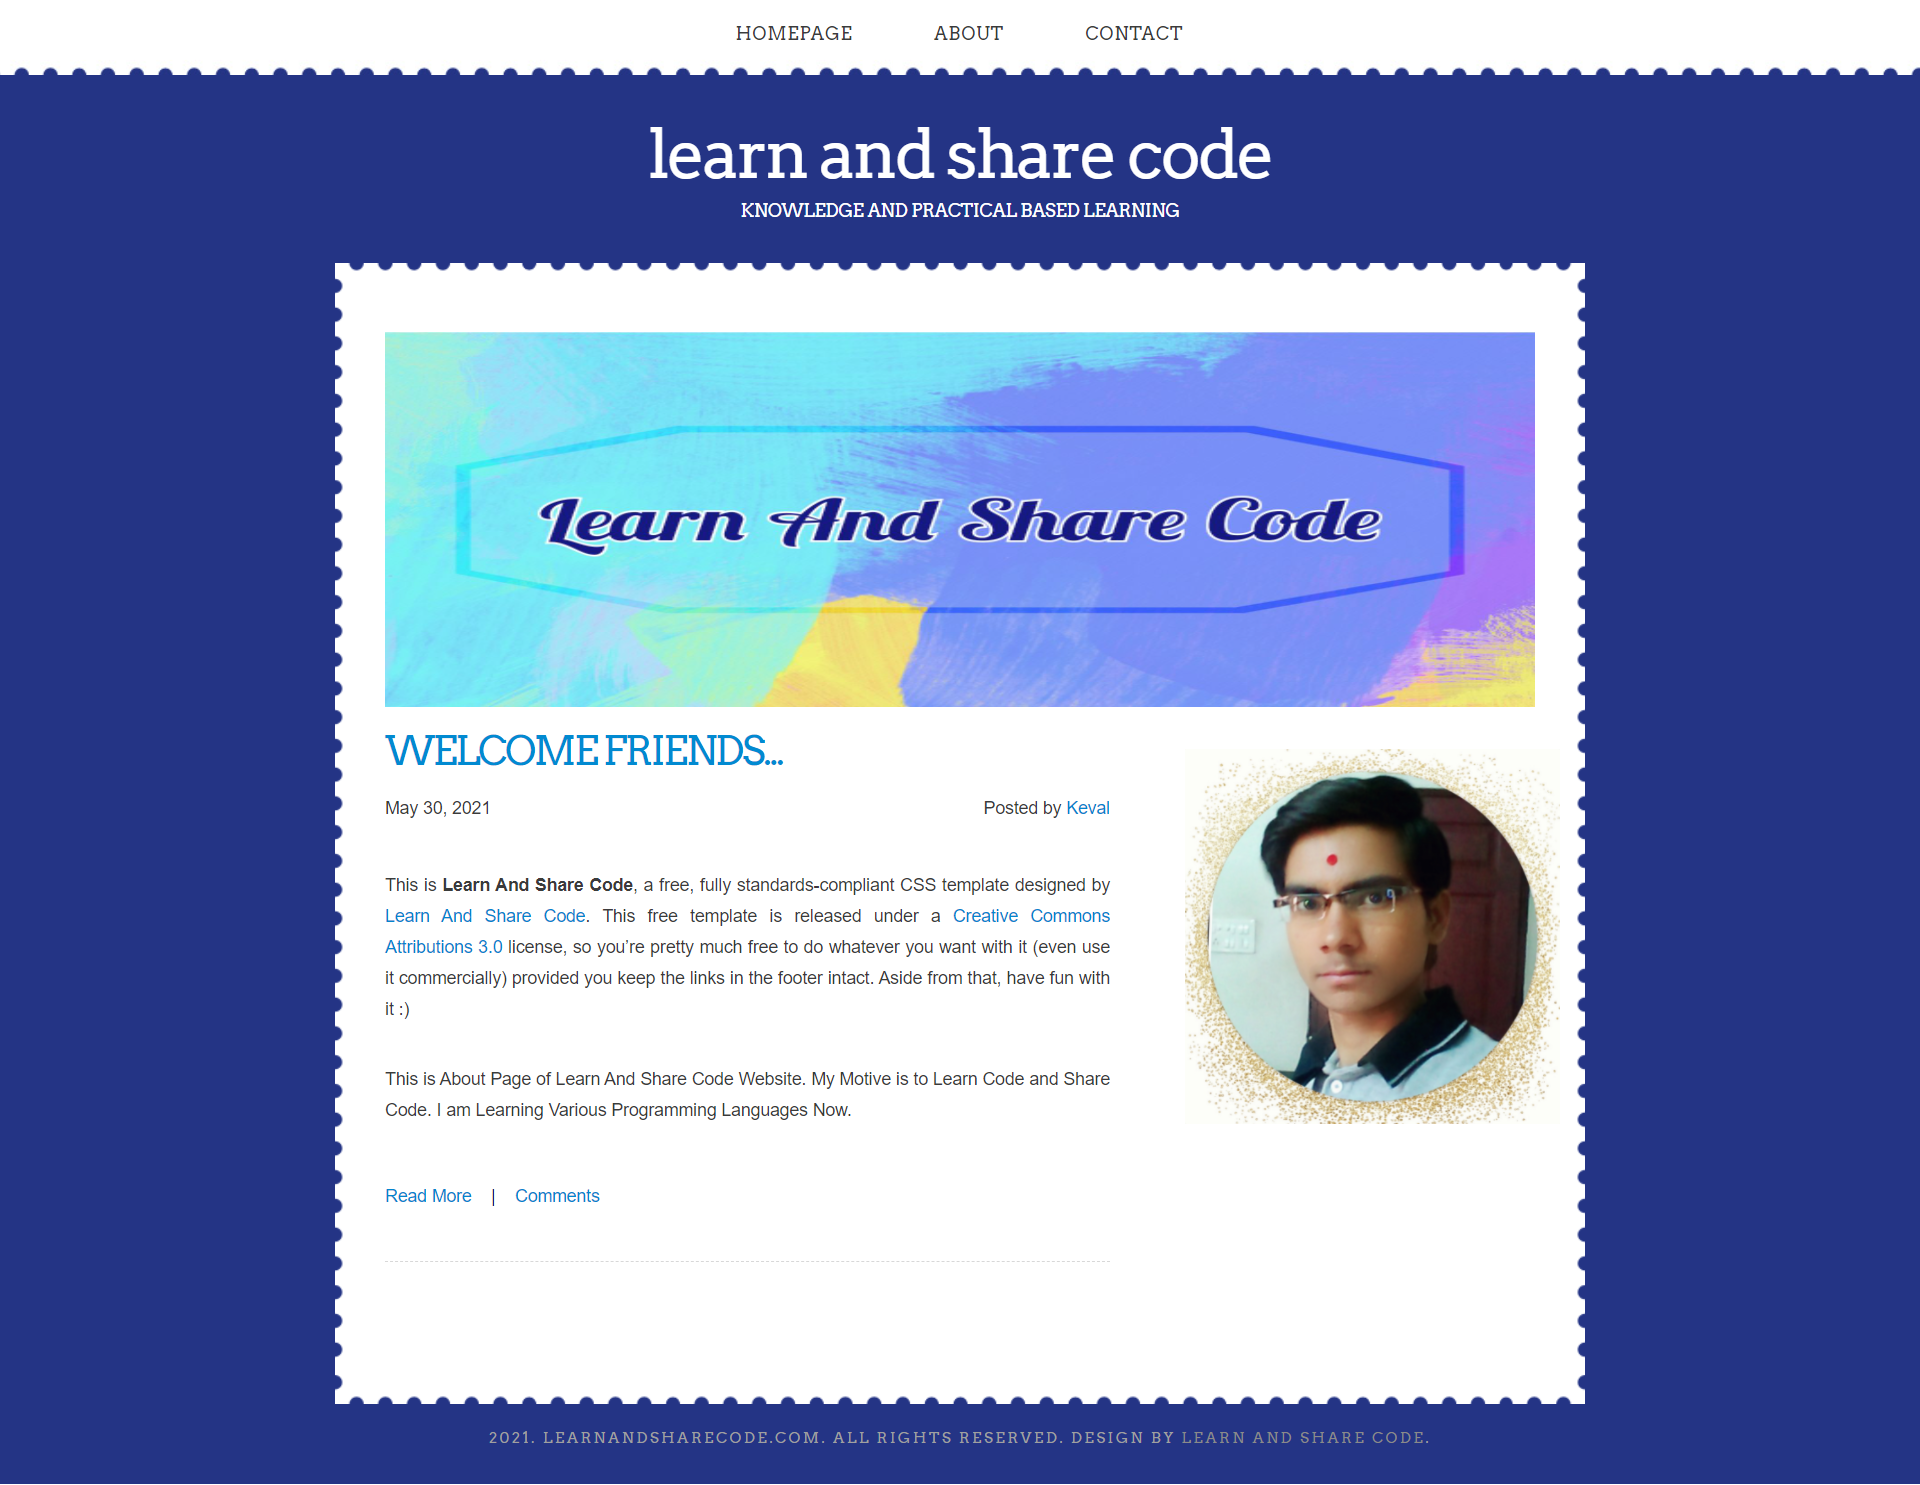 HOMEPAGE ABOUT CONTACT
learn and share code
KNOWLEDGE AND PRACTICAL BASED LEARNING
Learn And Share Code
WELCOME FRIENDS...
May 30, 2021 Posted by Keval
This is Learn And Share Code, a free, fully standards-compliant CSS template designed by
Learn And Share Code. This free template is released under a Creative Commons
Attributions 3.0 license, so you’re pretty much free to do whatever you want with it (even use
it commercially) provided you keep the links in the footer intact. Aside from that, have fun with
it :)
This is About Page of Learn And Share Code Website. My Motive is to Learn Code and Share
Code. I am Learning Various Programming Languages Now.
Read More | Comments
2021. LEARNANDSHARECODE.COM. ALL RIGHTS RESERVED. DESIGN BY LEARN AND SHARE CODE.